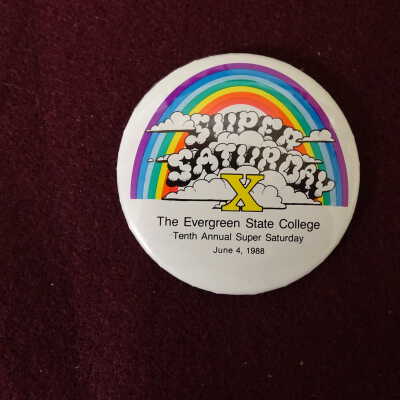 SUPER
SATURDAY
X
The Evergreen State College
Tenth Annual Super Saturday
June 4, 1988